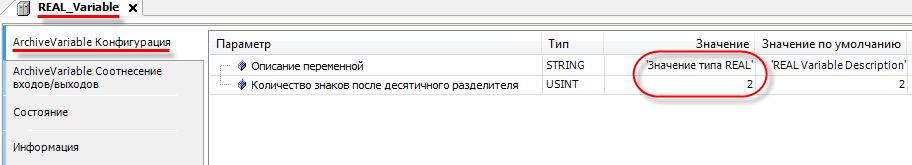 REAL_Variable
ArchiveVariable Конфигурация
ArchiveVariable Соотнесение
входов/выходов
Состояние
Информация
Параметр Тип Значение Значение по умолчанию
Описание переменной STRING 'Значение типа REAL' 'REAL Variable Description'
Количество знаков после десятичного разделителя USINT 2 2